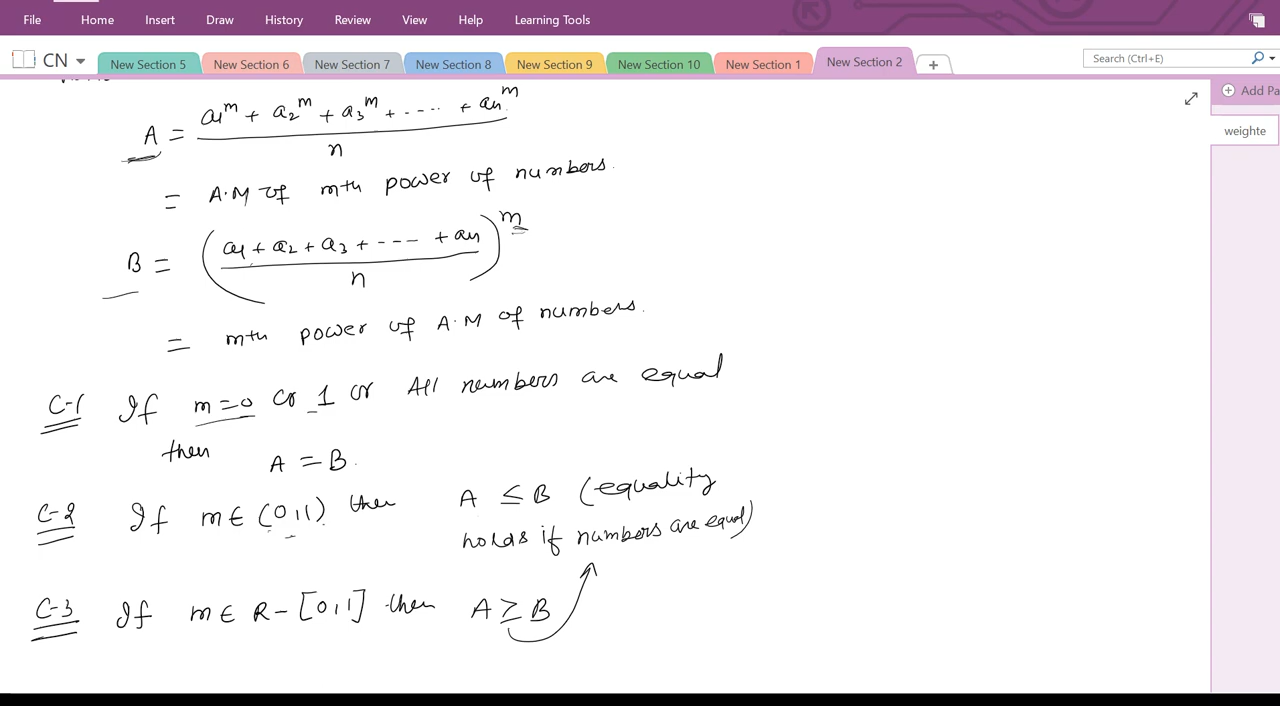 File Home Insert Draw History Review View Help Learning Tools
CN New Section 5 New Section 6 New Section 7 New Section 8 New Section 9 New Section 10 New Section 1 New Section 2 + Search (Ctrl+E)
Add Pa
weighte
A = a1^m + a2^m + a3^m + ---- + an^m / n
= A.M of mth power of numbers.
B = (a1 + a2 + a3 + ---- + an / n)^m
= mth power of A.M of numbers.
C-1 If m=0 or 1 or All numbers are equal
then A = B.
C-2 If m ∈ (0,1) then A ≤ B (equality
holds if numbers are equal)
C-3 If m ∈ R - [0,1] then A ≥ B